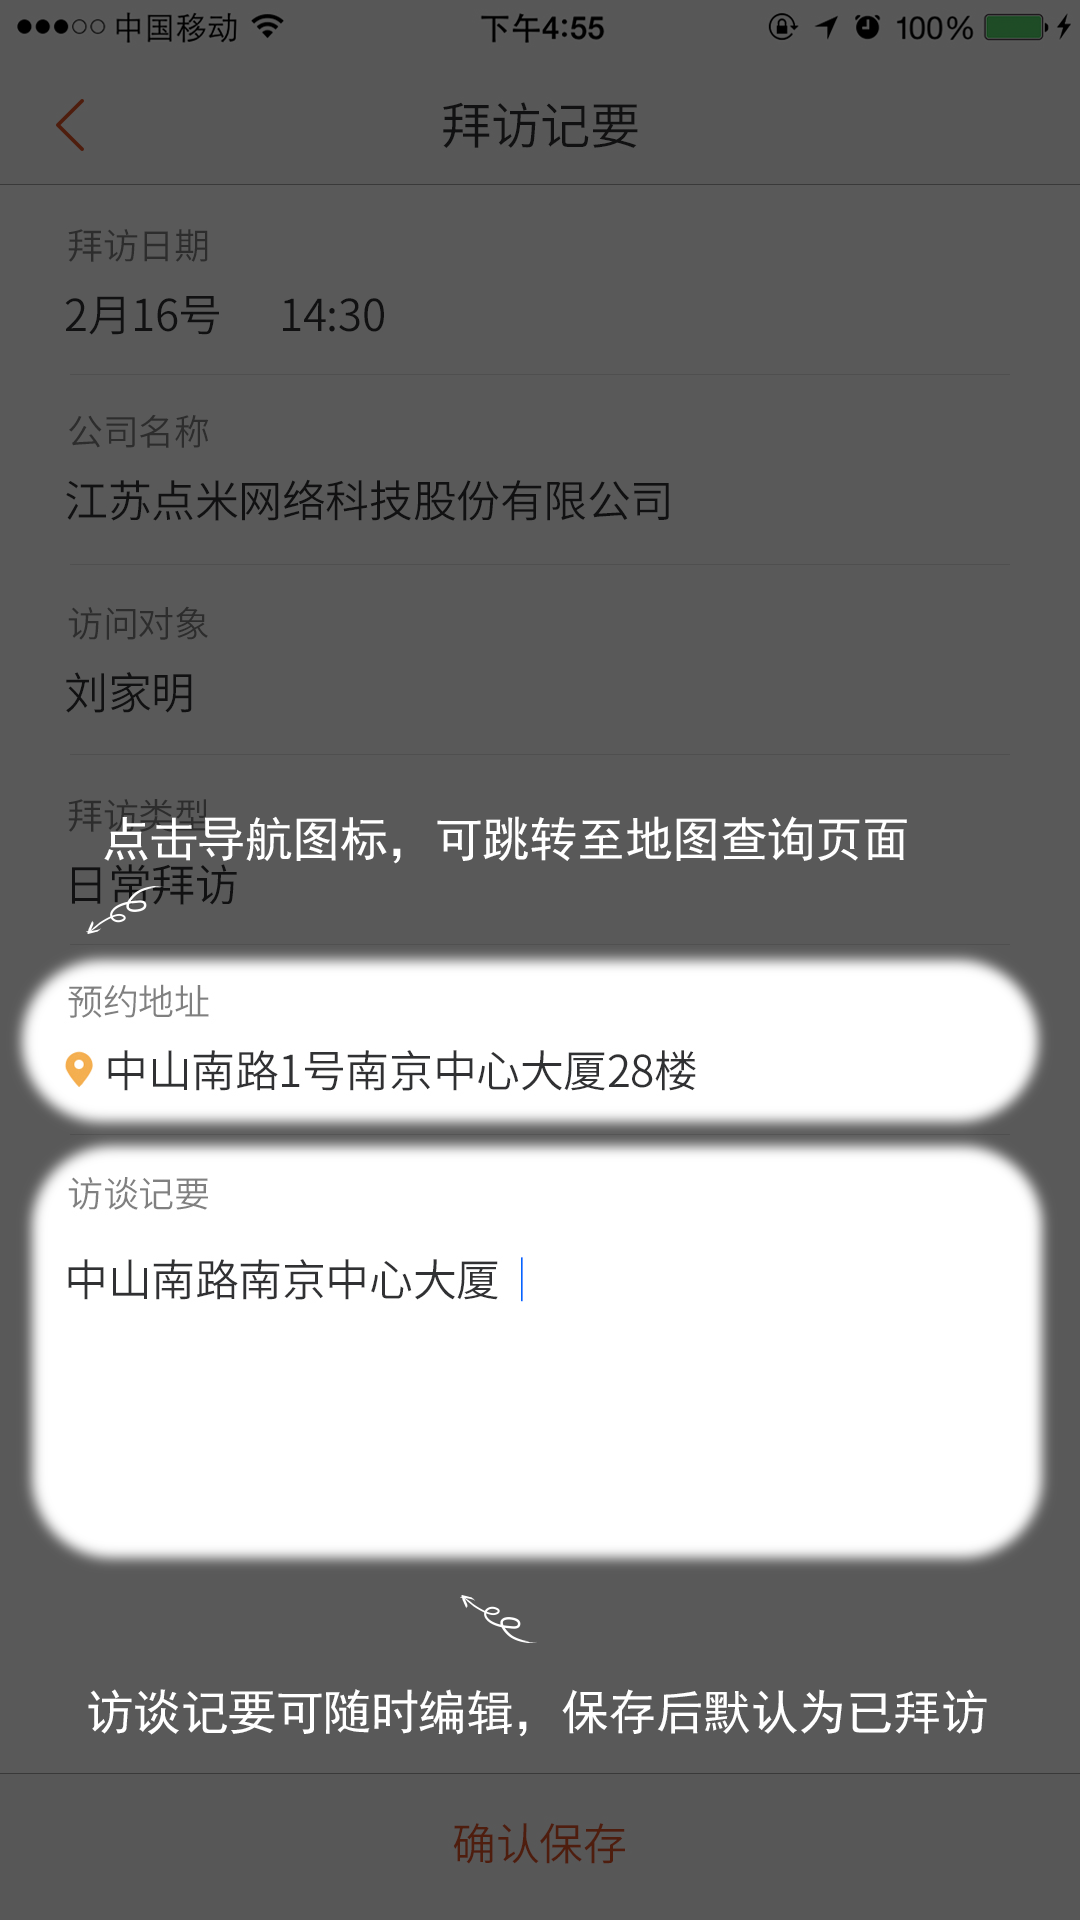 中国移动 下午4:55 100%
拜访记要
拜访日期
2月16号 14:30
公司名称
江苏点米网络科技股份有限公司
访问对象
刘家明
拜访类型
点击导航图标，可跳转至地图查询页面
日常拜访
预约地址
中山南路1号南京中心大厦28楼
访谈记要
中山南路南京中心大厦
访谈记要可随时编辑，保存后默认为已拜访
确认保存